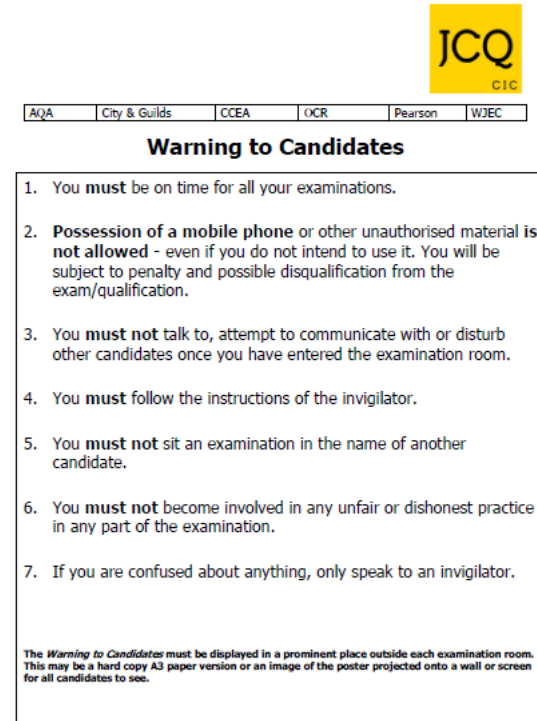 JCQ
CIC
AQA City & Guilds CCEA OCR Pearson WJEC
Warning to Candidates
1. You must be on time for all your examinations.
2. Possession of a mobile phone or other unauthorised material is
not allowed - even if you do not intend to use it. You will be
subject to penalty and possible disqualification from the
exam/qualification.
3. You must not talk to, attempt to communicate with or disturb
other candidates once you have entered the examination room.
4. You must follow the instructions of the invigilator.
5. You must not sit an examination in the name of another
candidate.
6. You must not become involved in any unfair or dishonest practice
in any part of the examination.
7. If you are confused about anything, only speak to an invigilator.
The Warning to Candidates must be displayed in a prominent place outside each examination room.
This may be a hard copy A3 paper version or an image of the poster projected onto a wall or screen
for all candidates to see.